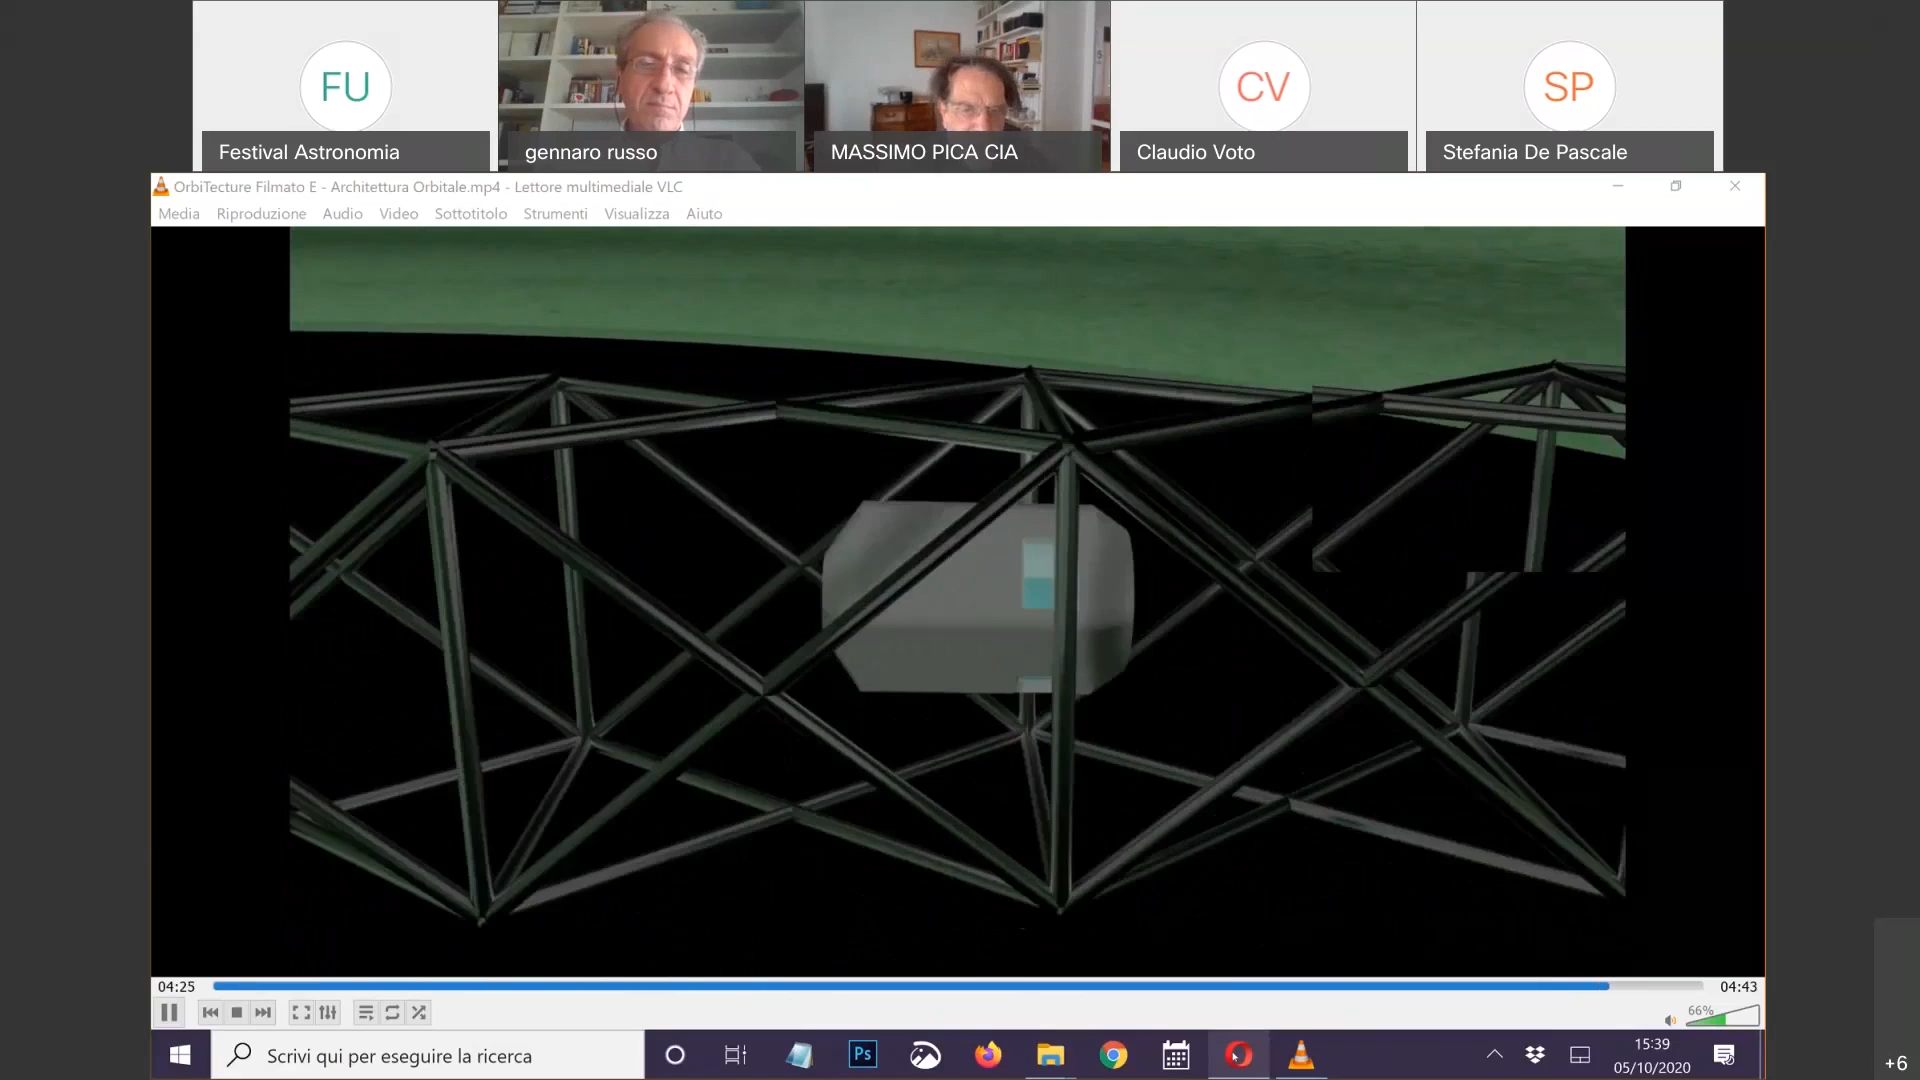 FU
CV
SP
Festival Astronomia
gennaro russo
MASSIMO PICA CIA
Claudio Voto
Stefania De Pascale
OrbiTecture Filmato E - Architettura Orbitale.mp4 - Lettore multimediale VLC
Media Riproduzione Audio Video Sottotitolo Strumenti Visualizza Aiuto
04:25
04:43
66%
Scrivi qui per eseguire la ricerca
Ps
15:39
05/10/2020
+6